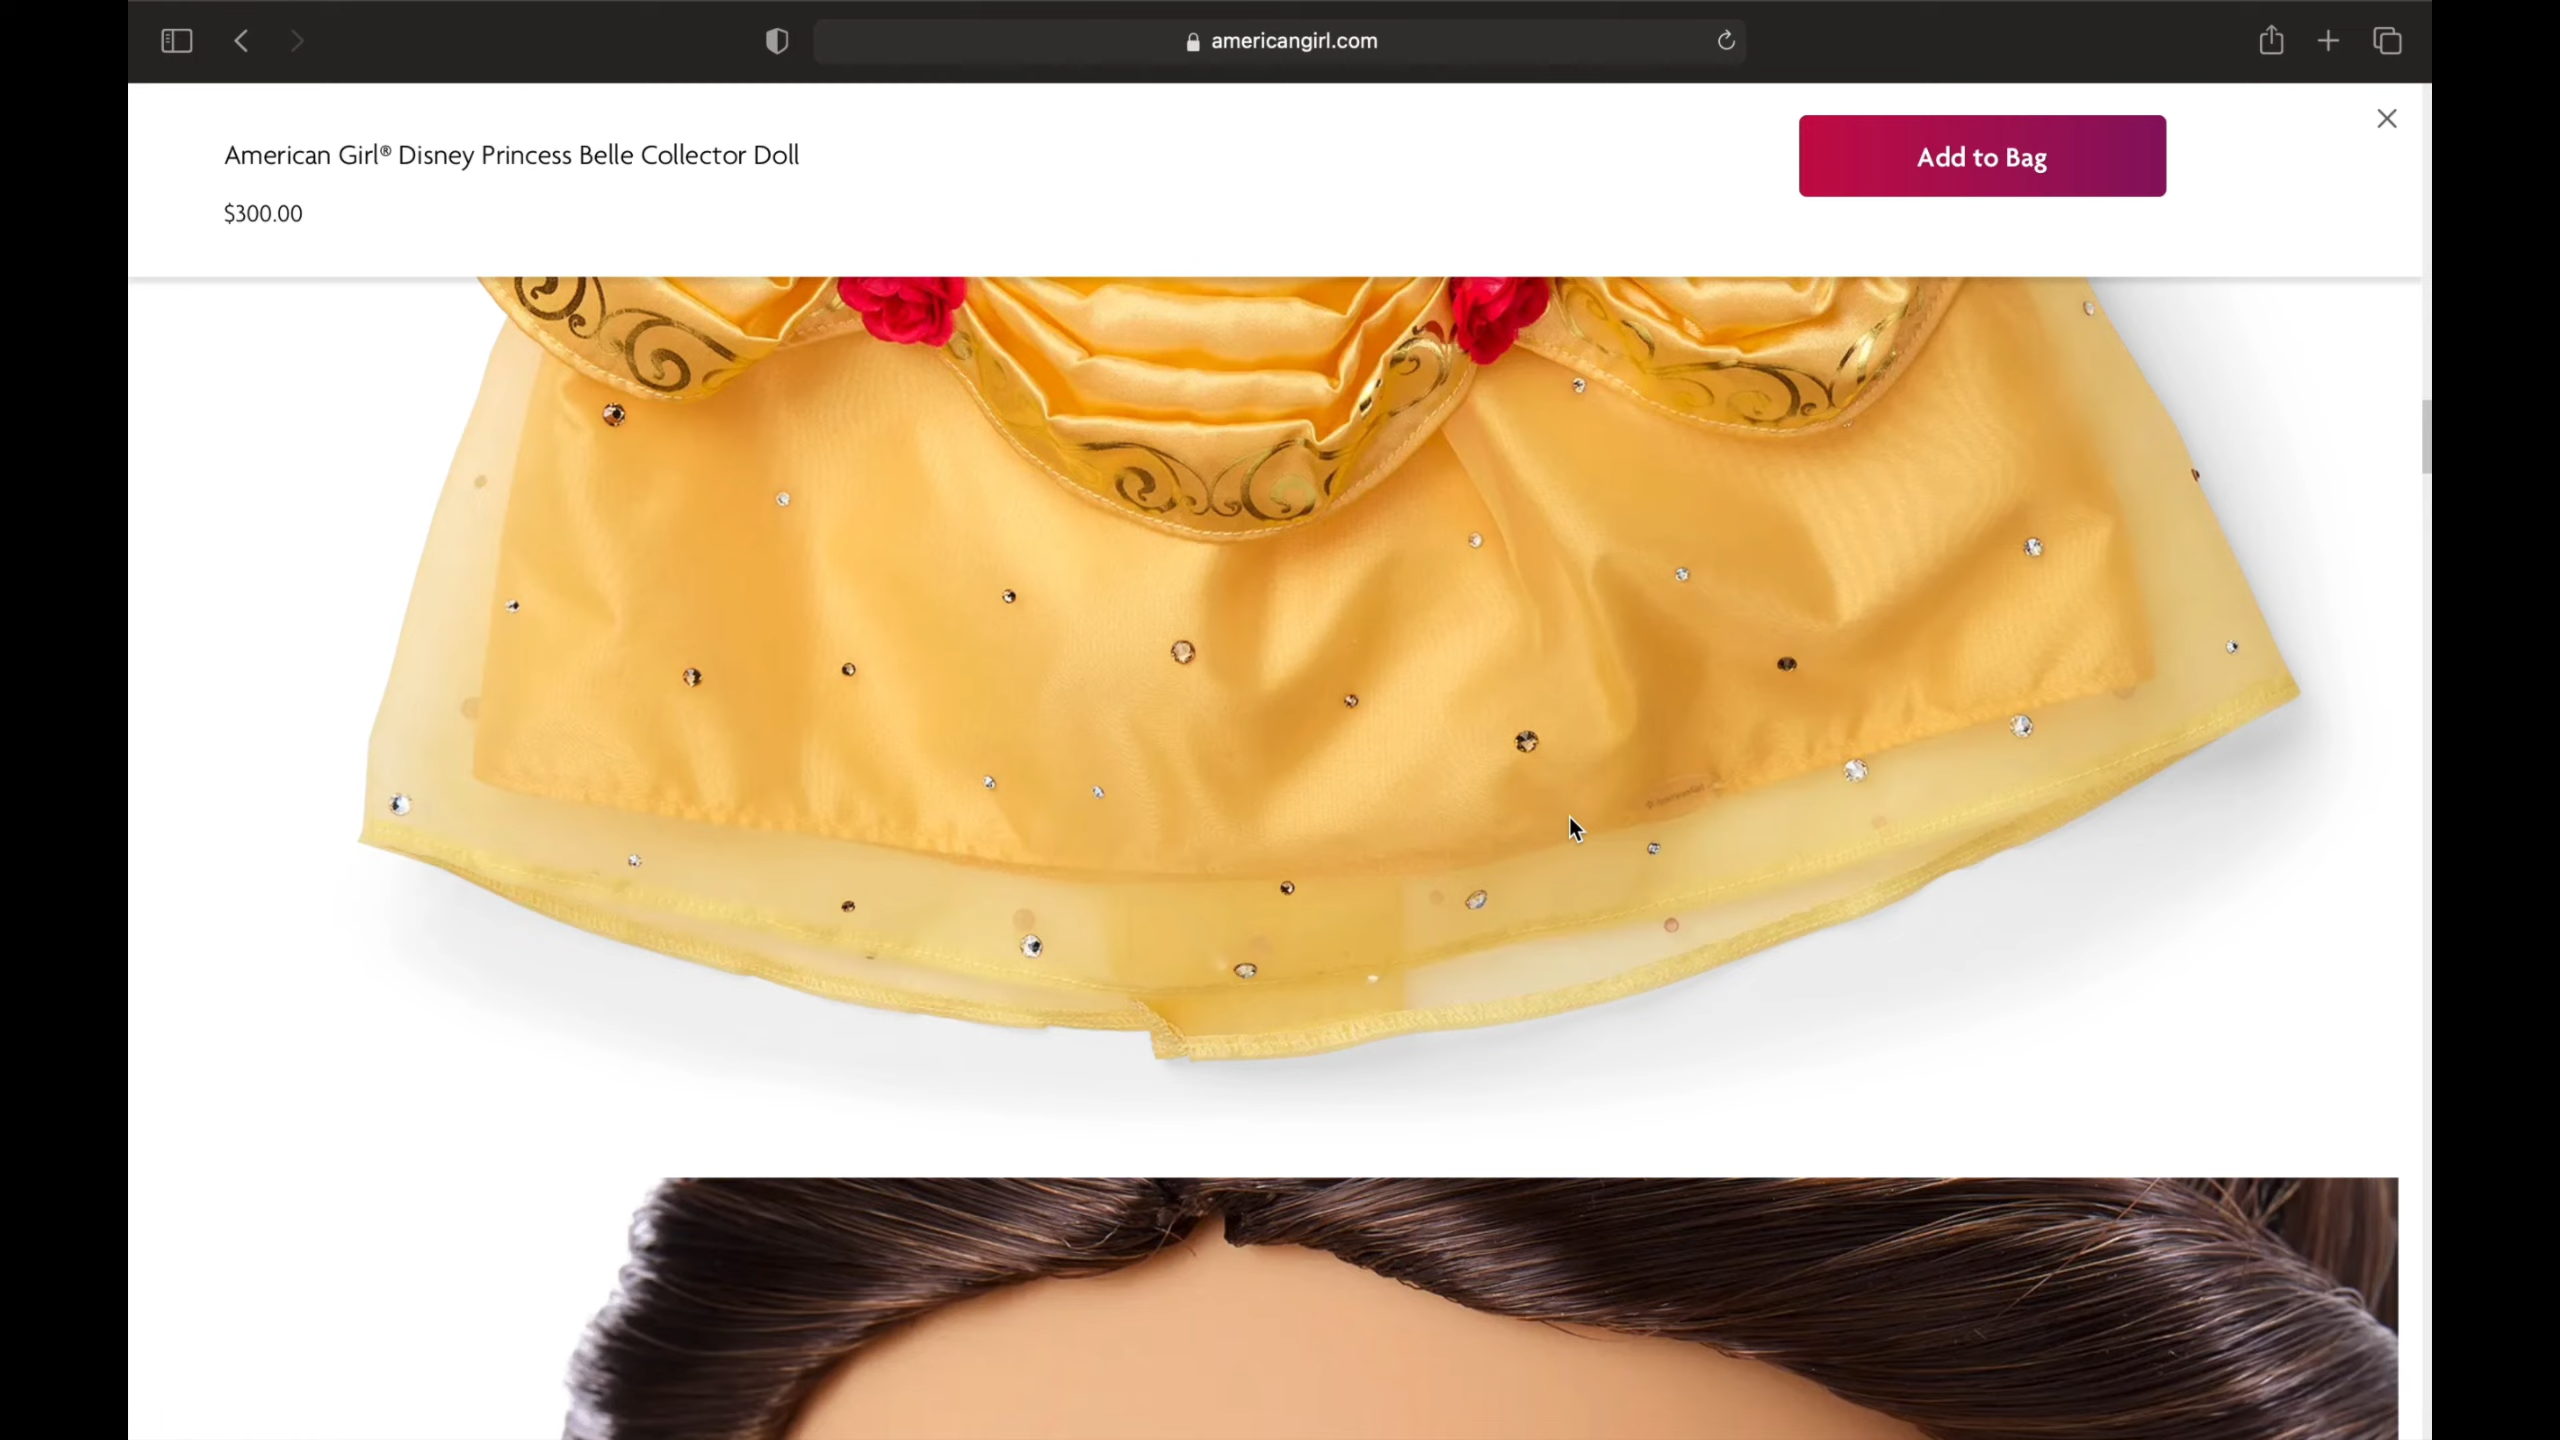 americangirl.com
American Girl® Disney Princess Belle Collector Doll
Add to Bag
$300.00